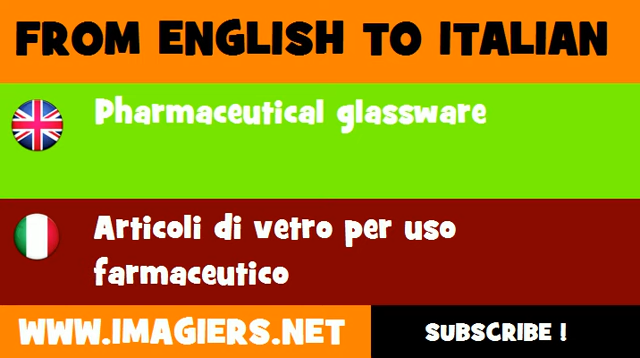 FROM ENGLISH TO ITALIAN
Pharmaceutical glassware
Articoli di vetro per uso
farmaceutico
WWW.IMAGIERS.NET
SUBSCRIBE !